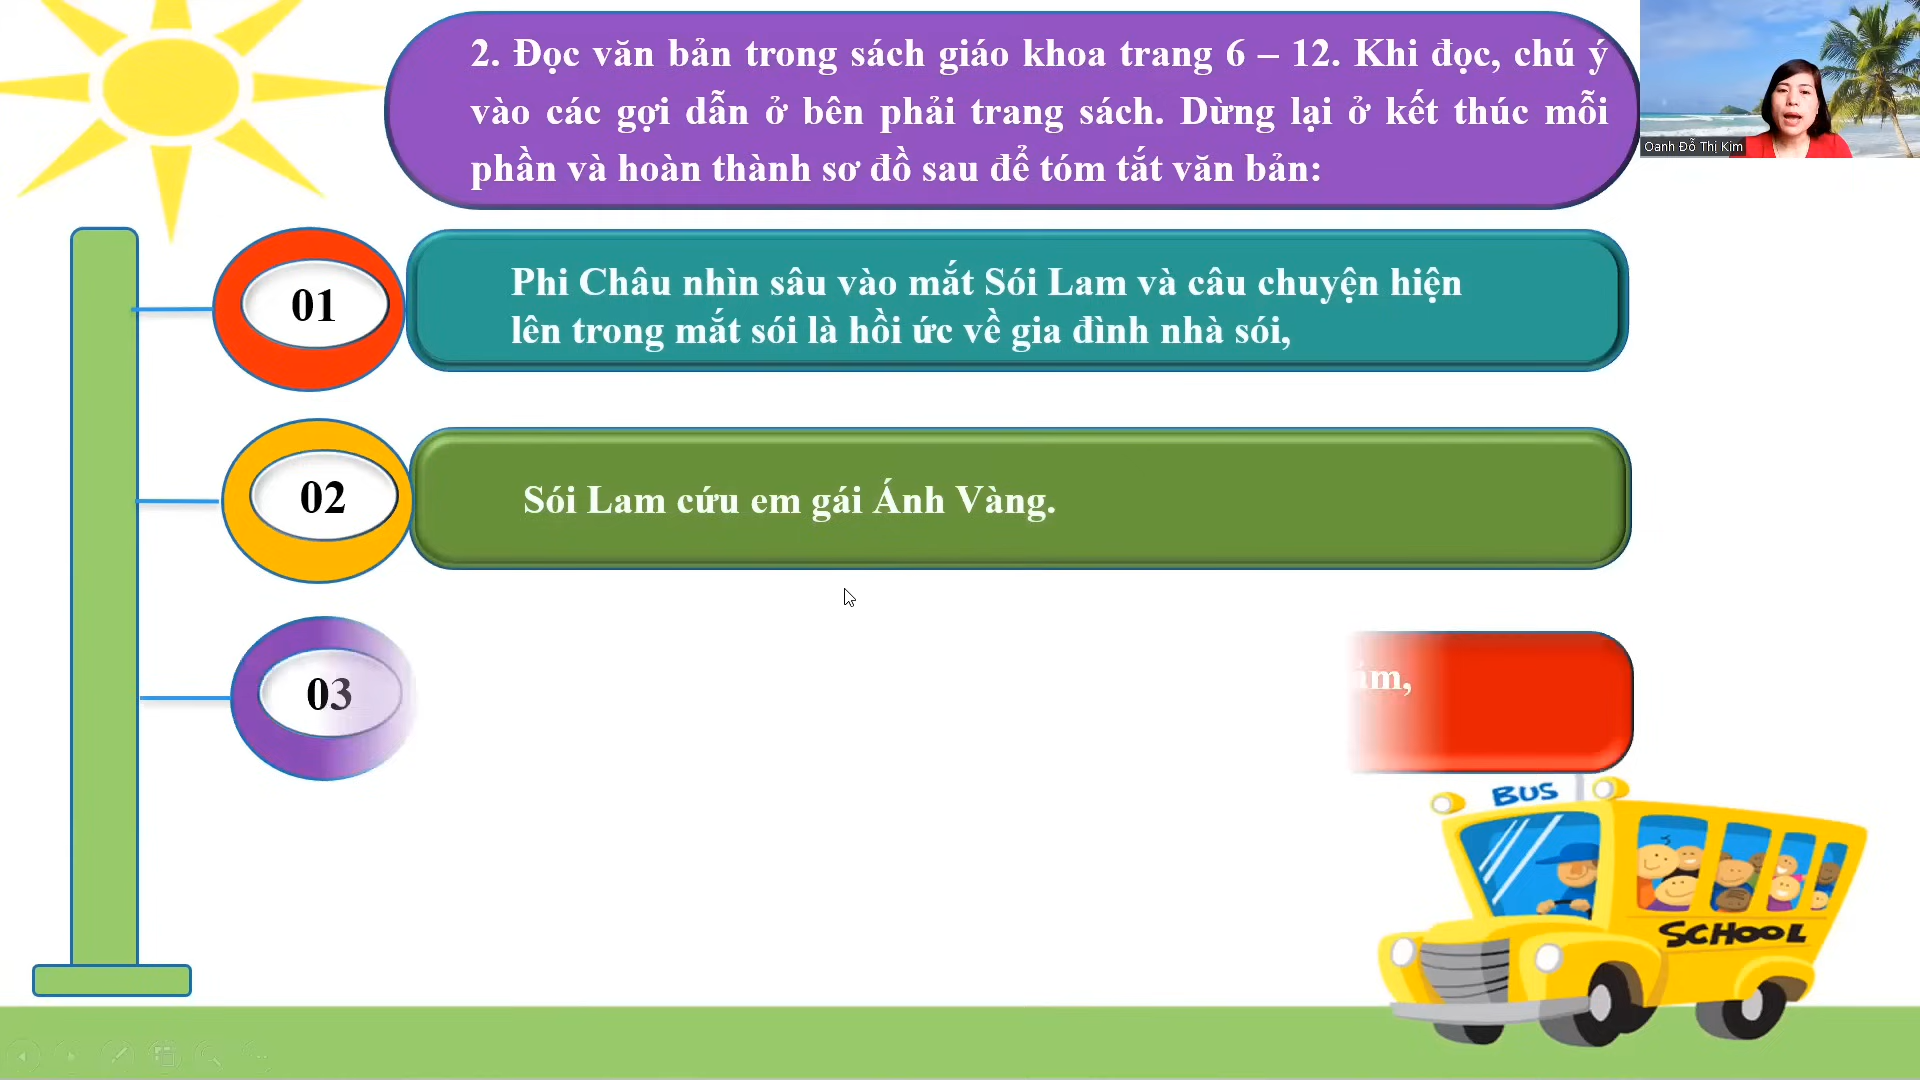 2. Đọc văn bản trong sách giáo khoa trang 6 – 12. Khi đọc, chú ý
vào các gợi dẫn ở bên phải trang sách. Dừng lại ở kết thúc mỗi
phần và hoàn thành sơ đồ sau để tóm tắt văn bản:
Oanh Đỗ Thị Kim
01
Phi Châu nhìn sâu vào mắt Sói Lam và câu chuyện hiện
lên trong mắt sói là hồi ức về gia đình nhà sói,
02
Sói Lam cứu em gái Ánh Vàng.
03
BUS
SCHOOL